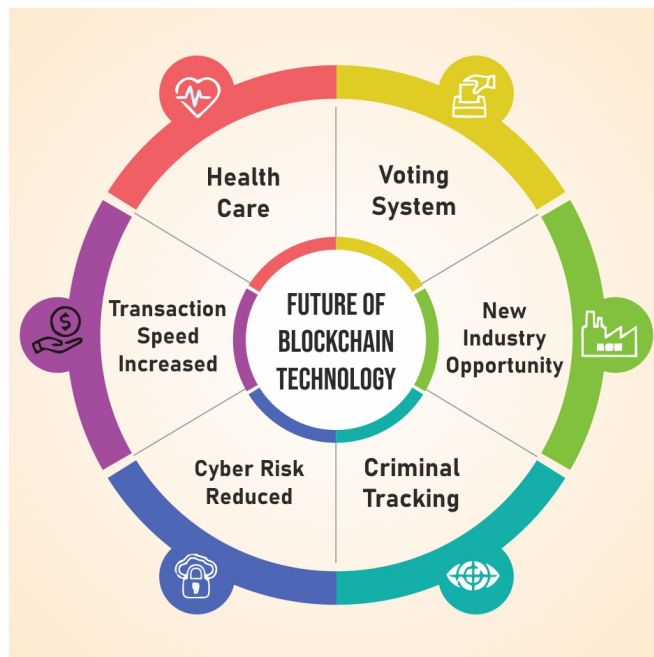 Health
Care
Voting
System
Transaction
Speed
Increased
FUTURE OF
BLOCKCHAIN
TECHNOLOGY
New
Industry
Opportunity
Cyber Risk
Reduced
Criminal
Tracking
$